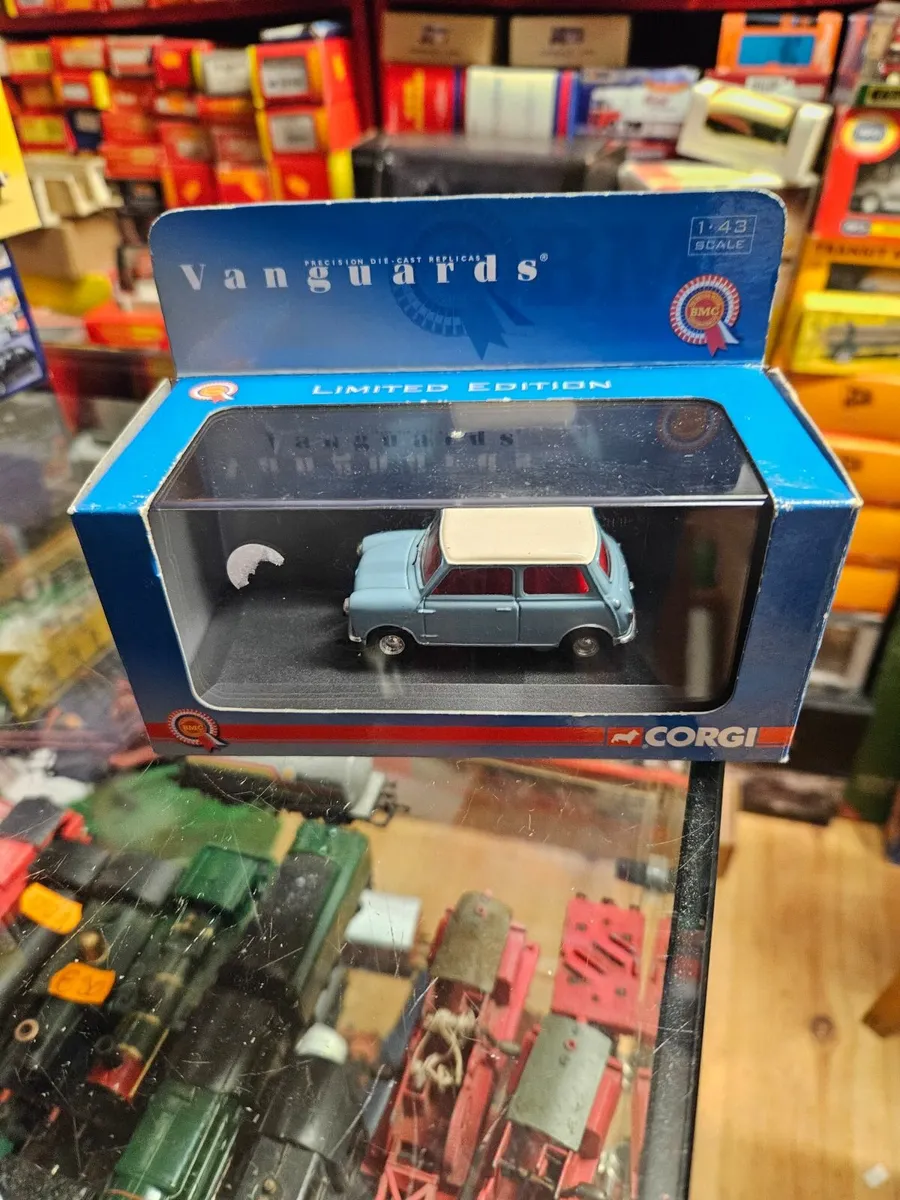 PRECISION DIE-CAST REPLICAS
Vanguards®
1:43
SCALE
BMC
LIMITED EDITION
Vanguards
BMC
CORGI